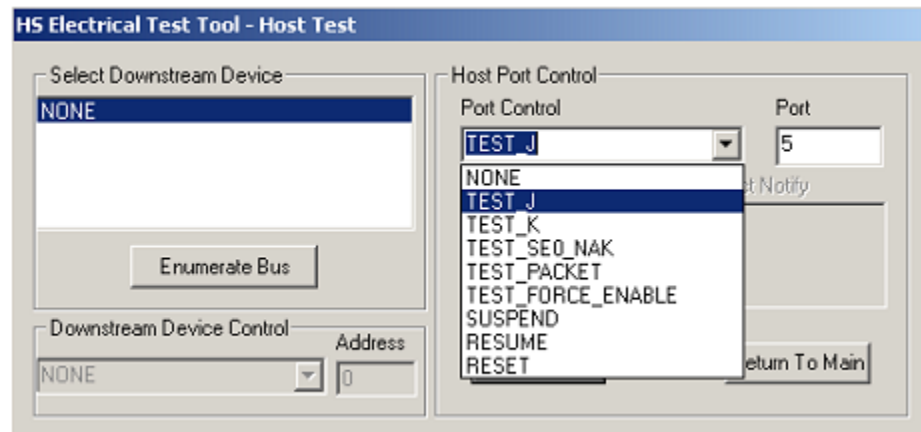 HS Electrical Test Tool - Host Test
Select Downstream Device
NONE
Enumerate Bus
Downstream Device Control
Address
NONE
0
Host Port Control
Port Control
Port
TEST_J
5
NONE
TEST_J
TEST_K
TEST_SE0_NAK
TEST_PACKET
TEST_FORCE_ENABLE
SUSPEND
RESUME
RESET
Notify
To Main